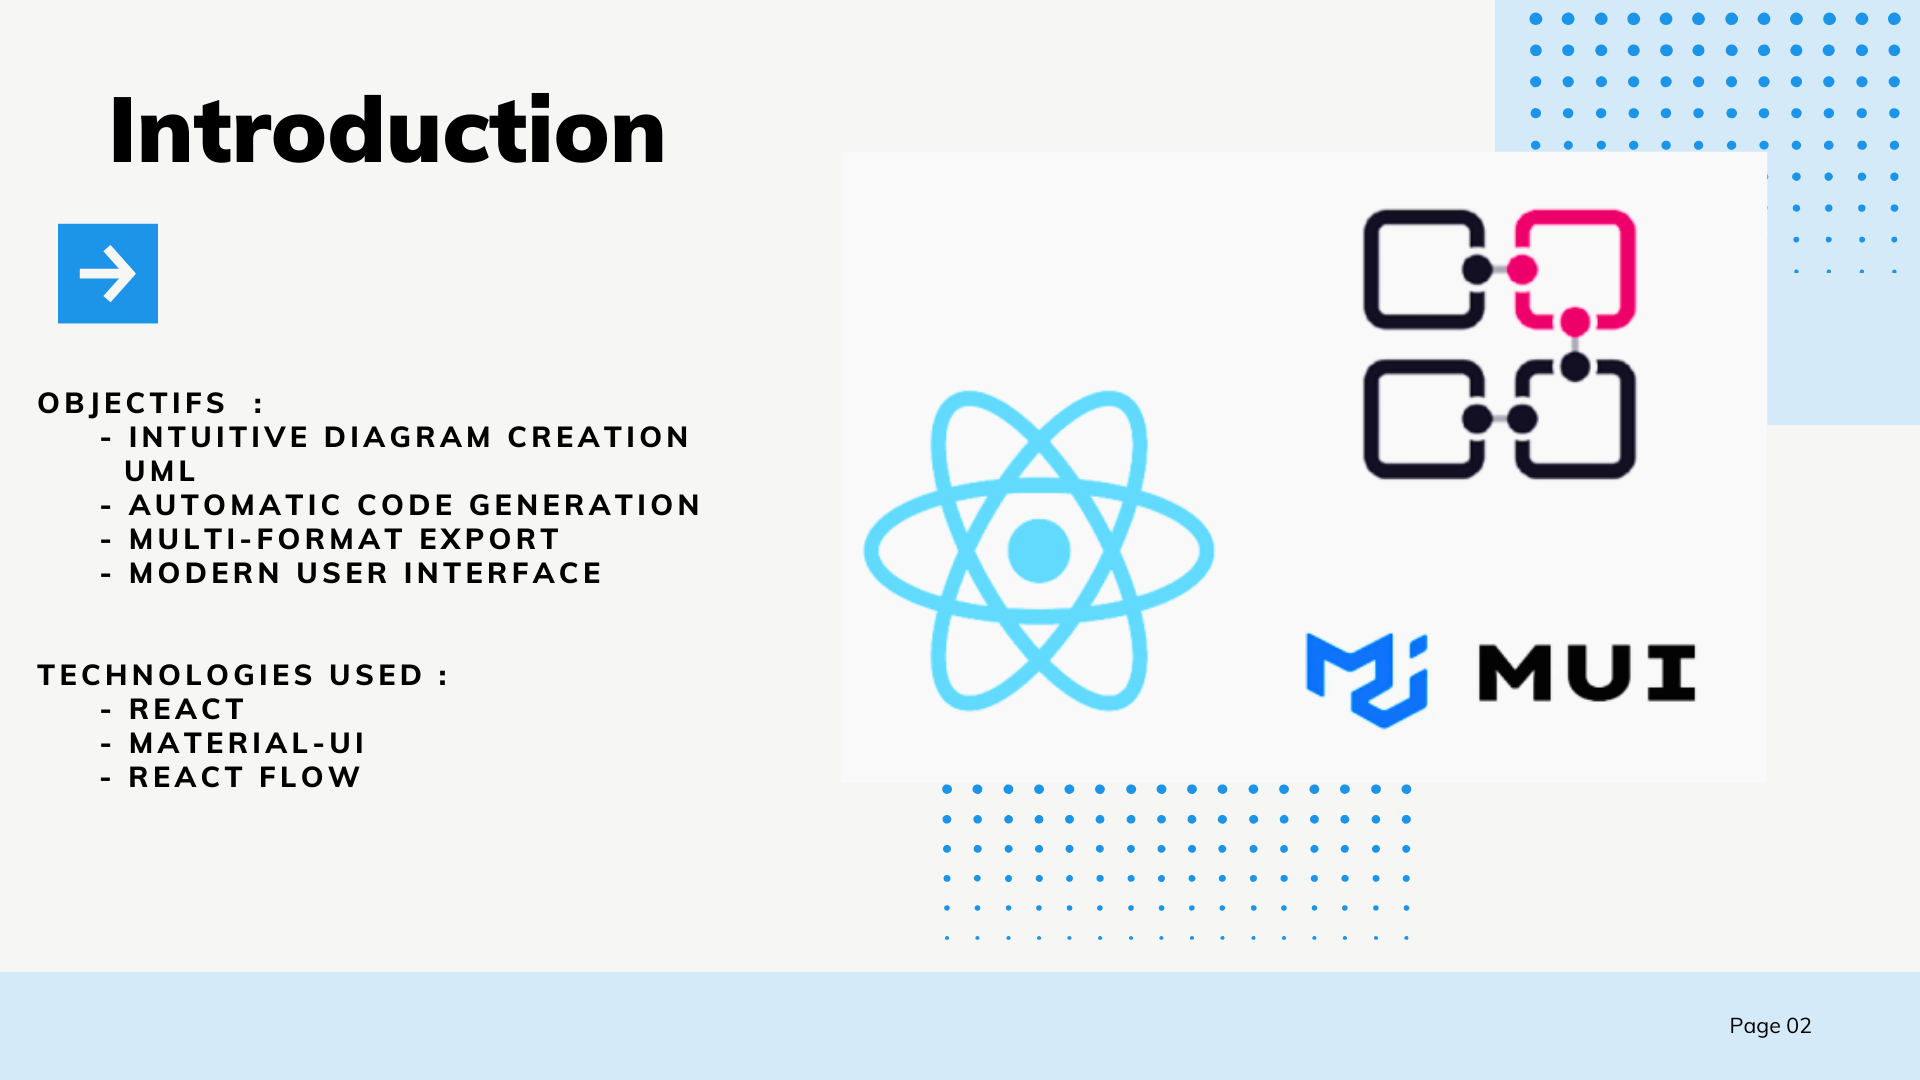 Introduction
OBJECTIFS :
- INTUITIVE DIAGRAM CREATION
UML
- AUTOMATIC CODE GENERATION
- MULTI-FORMAT EXPORT
- MODERN USER INTERFACE
TECHNOLOGIES USED :
- REACT
- MATERIAL-UI
- REACT FLOW
MUI
Page 02